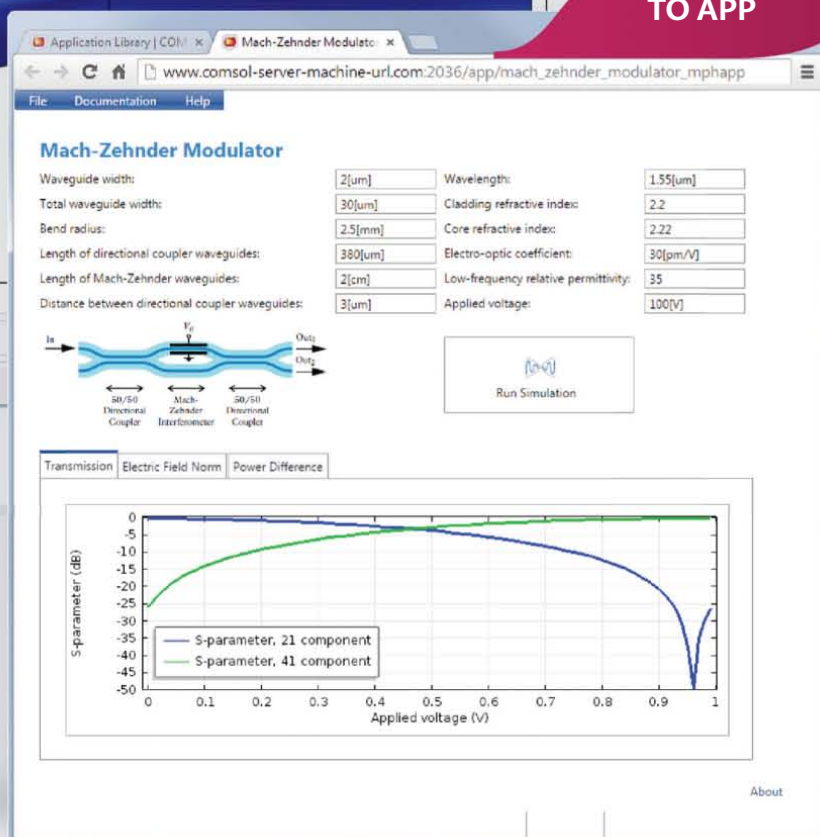 TO APP
Application Library | COM
Mach-Zehnder Modulato
www.comsol-server-machine-url.com:2036/app/mach_zehnder_modulator_mphapp
File Documentation Help
Mach-Zehnder Modulator
Waveguide width: 2[um] Wavelength: 1.55[um]
Total waveguide width: 30[um] Cladding refractive index: 2.2
Bend radius: 2.5[mm] Core refractive index: 2.22
Length of directional coupler waveguides: 380[um] Electro-optic coefficient: 30[pm/V]
Length of Mach-Zehnder waveguides: 2[cm] Low-frequency relative permittivity: 35
Distance between directional coupler waveguides: 3[um] Applied voltage: 100[V]
In
Out1
Out2
50/50 Directional Coupler
Mach-Zehnder Interferometer
50/50 Directional Coupler
Run Simulation
Transmission Electric Field Norm Power Difference
S-parameter (dB)
0
-5
-10
-15
-20
-25
-30
-35
-40
-45
-50
S-parameter, 21 component
S-parameter, 41 component
0 0.1 0.2 0.3 0.4 0.5 0.6 0.7 0.8 0.9 1
Applied voltage (V)
About